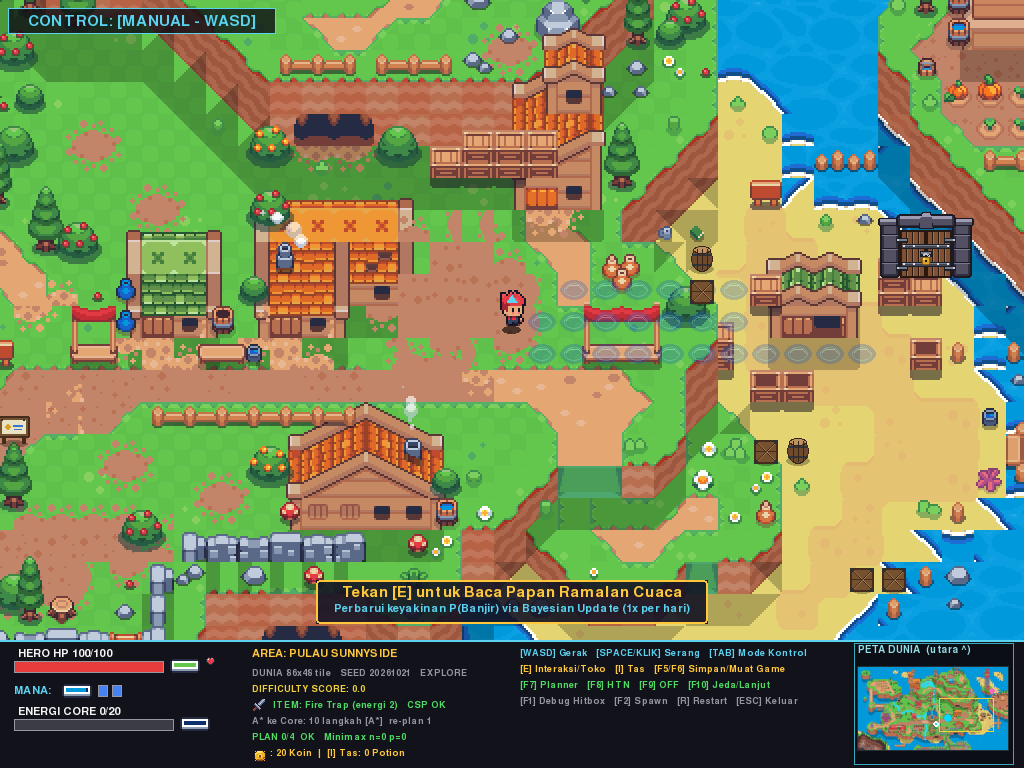 CONTROL: [MANUAL - WASD]
Tekan [E] untuk Baca Papan Ramalan Cuaca
Perbarui keyakinan P(Banjir) via Bayesian Update (1x per hari)
HERO HP 100/100
MANA:
ENERGI CORE 0/20
AREA: PULAU SUNNYSIDE
DUNIA 86x48 tile SEED 20261021 EXPLORE
DIFFICULTY SCORE: 0.0
ITEM: Fire Trap (energi 2) CSP OK
A* ke Core: 10 langkah [A*] re-plan 1
PLAN 0/4 OK Minimax n=0 p=0
: 20 Koin | [I] Tas: 0 Potion
[WASD] Gerak [SPACE/KLIK] Serang [TAB] Mode Kontrol
[E] Interaksi/Toko [I] Tas [F5/F6] Simpan/Muat Game
[F7] Planner [F8] HTN [F9] OFF [F10] Jeda/Lanjut
[F1] Debug Hitbox [F2] Spawn [R] Restart [ESC] Keluar
PETA DUNIA (utara ^)